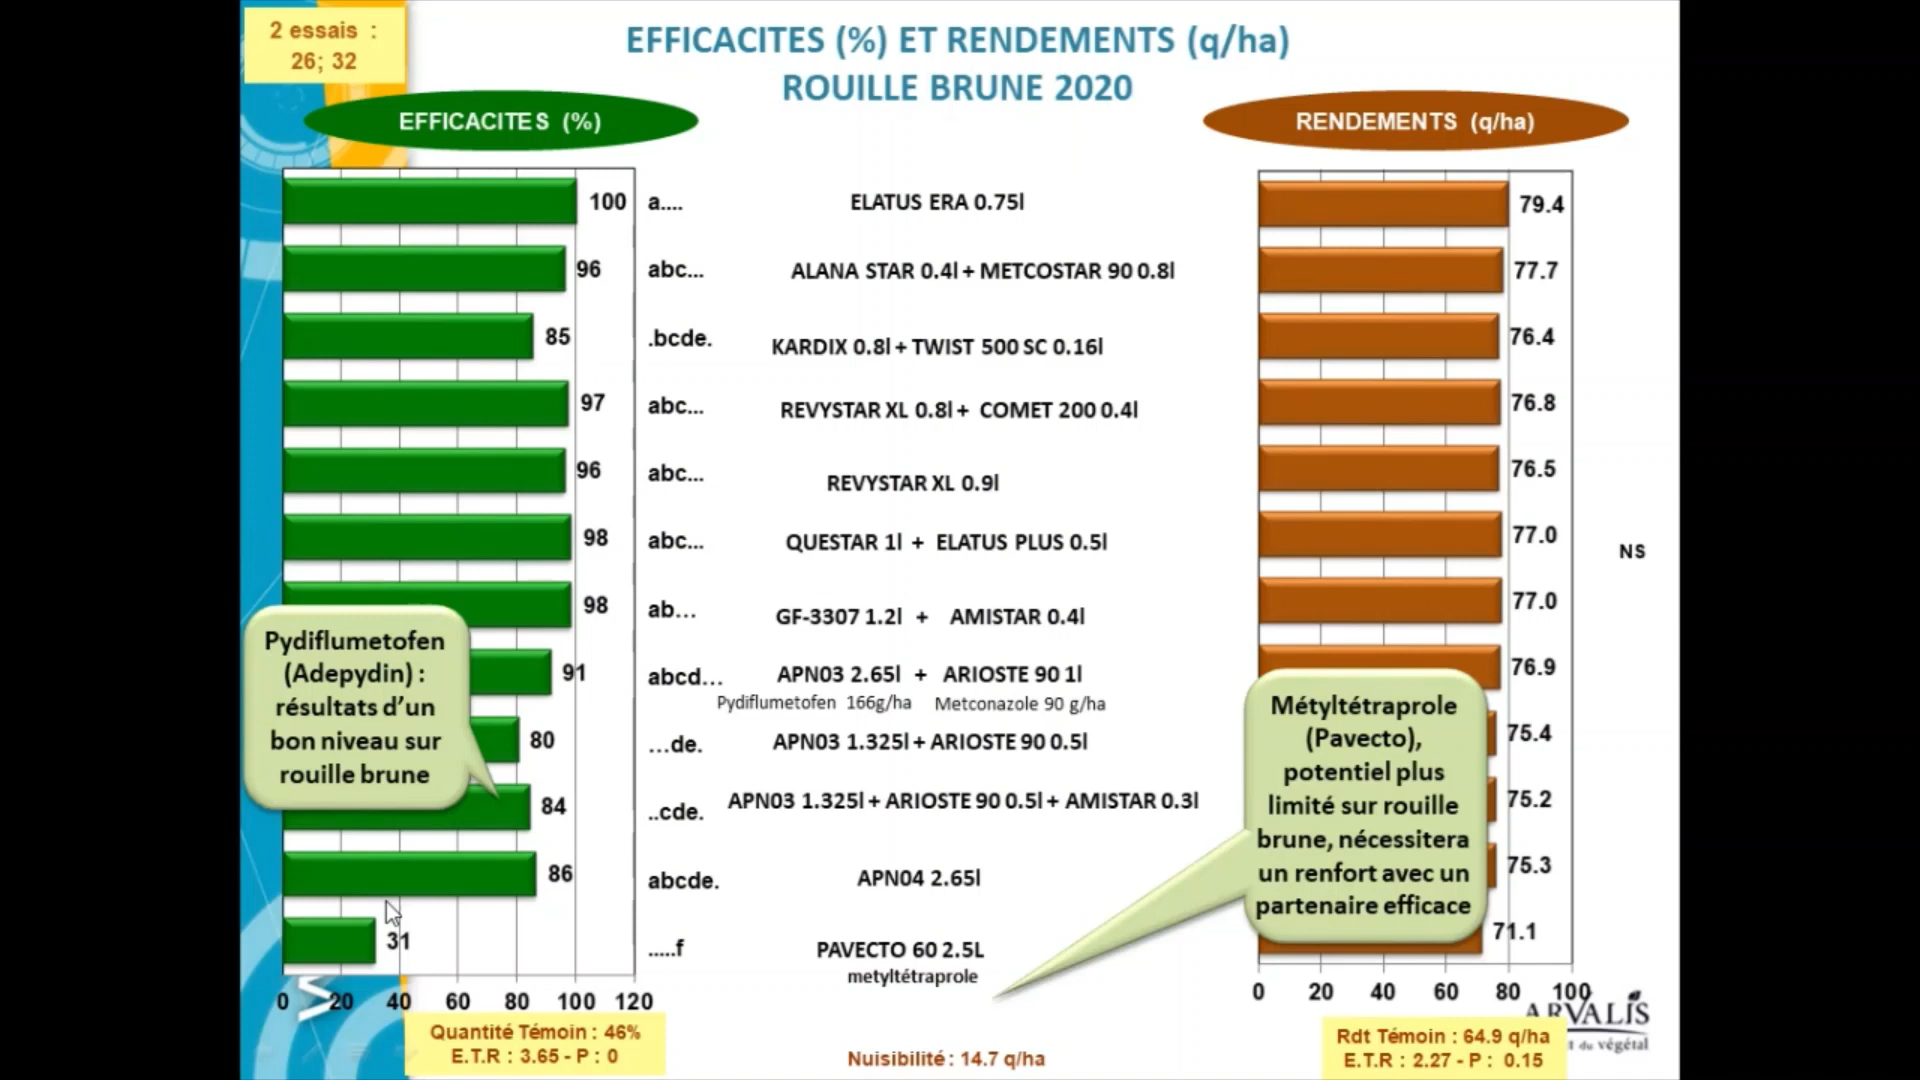 2 essais :
26; 32
EFFICACITES (%) ET RENDEMENTS (q/ha)
ROUILLE BRUNE 2020
EFFICACITES (%)
RENDEMENTS (q/ha)
100 a.... ELATUS ERA 0.75l 79.4
96 abc... ALANA STAR 0.4l + METCOSTAR 90 0.8l 77.7
85 .bcde. KARDIX 0.8l + TWIST 500 SC 0.16l 76.4
97 abc... REVYSTAR XL 0.8l + COMET 200 0.4l 76.8
96 abc... REVYSTAR XL 0.9l 76.5
98 abc... QUESTAR 1l + ELATUS PLUS 0.5l 77.0
NS
98 ab... GF-3307 1.2l + AMISTAR 0.4l 77.0
91 abcd... APN03 2.65l + ARIOSTE 90 1l 76.9
Pydiflumetofen 166g/ha Metconazole 90 g/ha
80 ...de. APN03 1.325l + ARIOSTE 90 0.5l 75.4
84 ..cde. APN03 1.325l + ARIOSTE 90 0.5l + AMISTAR 0.3l 75.2
86 abcde. APN04 2.65l 75.3
31 .....f PAVECTO 60 2.5L 71.1
metyltétraprole
Pydiflumetofen
(Adepydin) :
résultats d'un
bon niveau sur
rouille brune
Métyltétraprole
(Pavecto),
potentiel plus
limité sur rouille
brune, nécessitera
un renfort avec un
partenaire efficace
0 20 40 60 80 100 120
0 20 40 60 80 100
ARVALIS
t du végétal
Quantité Témoin : 46%
E.T.R : 3.65 - P : 0
Nuisibilité : 14.7 q/ha
Rdt Témoin : 64.9 q/ha
E.T.R : 2.27 - P : 0.15